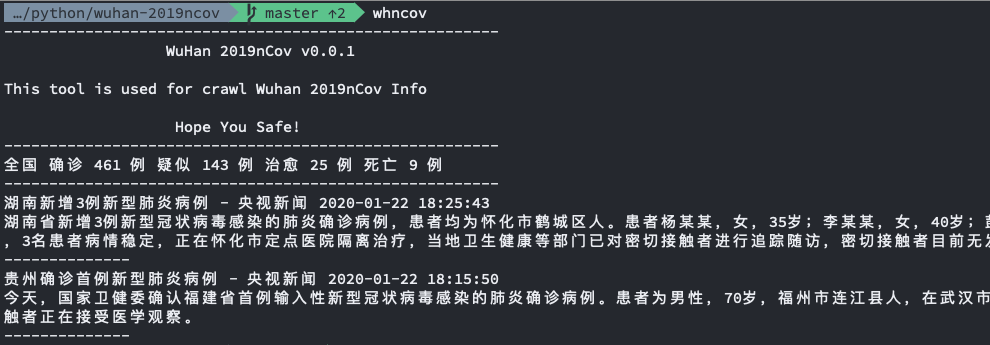 …/python/wuhan-2019ncov master ↑2 whncov
-------------------------------------------------------
WuHan 2019nCov v0.0.1
This tool is used for crawl Wuhan 2019nCov Info
Hope You Safe!
-------------------------------------------------------
全国 确诊 461 例 疑似 143 例 治愈 25 例 死亡 9 例
-------------------------------------------------------
湖南新增3例新型肺炎病例 - 央视新闻 2020-01-22 18:25:43
湖南省新增3例新型冠状病毒感染的肺炎确诊病例，患者均为怀化市鹤城区人。患者杨某某，女，35岁；李某某，女，40岁；
，3名患者病情稳定，正在怀化市定点医院隔离治疗，当地卫生健康等部门已对密切接触者进行追踪随访，密切接触者目前无
--------------
贵州确诊首例新型肺炎病例 - 央视新闻 2020-01-22 18:15:50
今天，国家卫健委确认福建省首例输入性新型冠状病毒感染的肺炎确诊病例。患者为男性，70岁，福州市连江县人，在武汉市
触者正在接受医学观察。
--------------